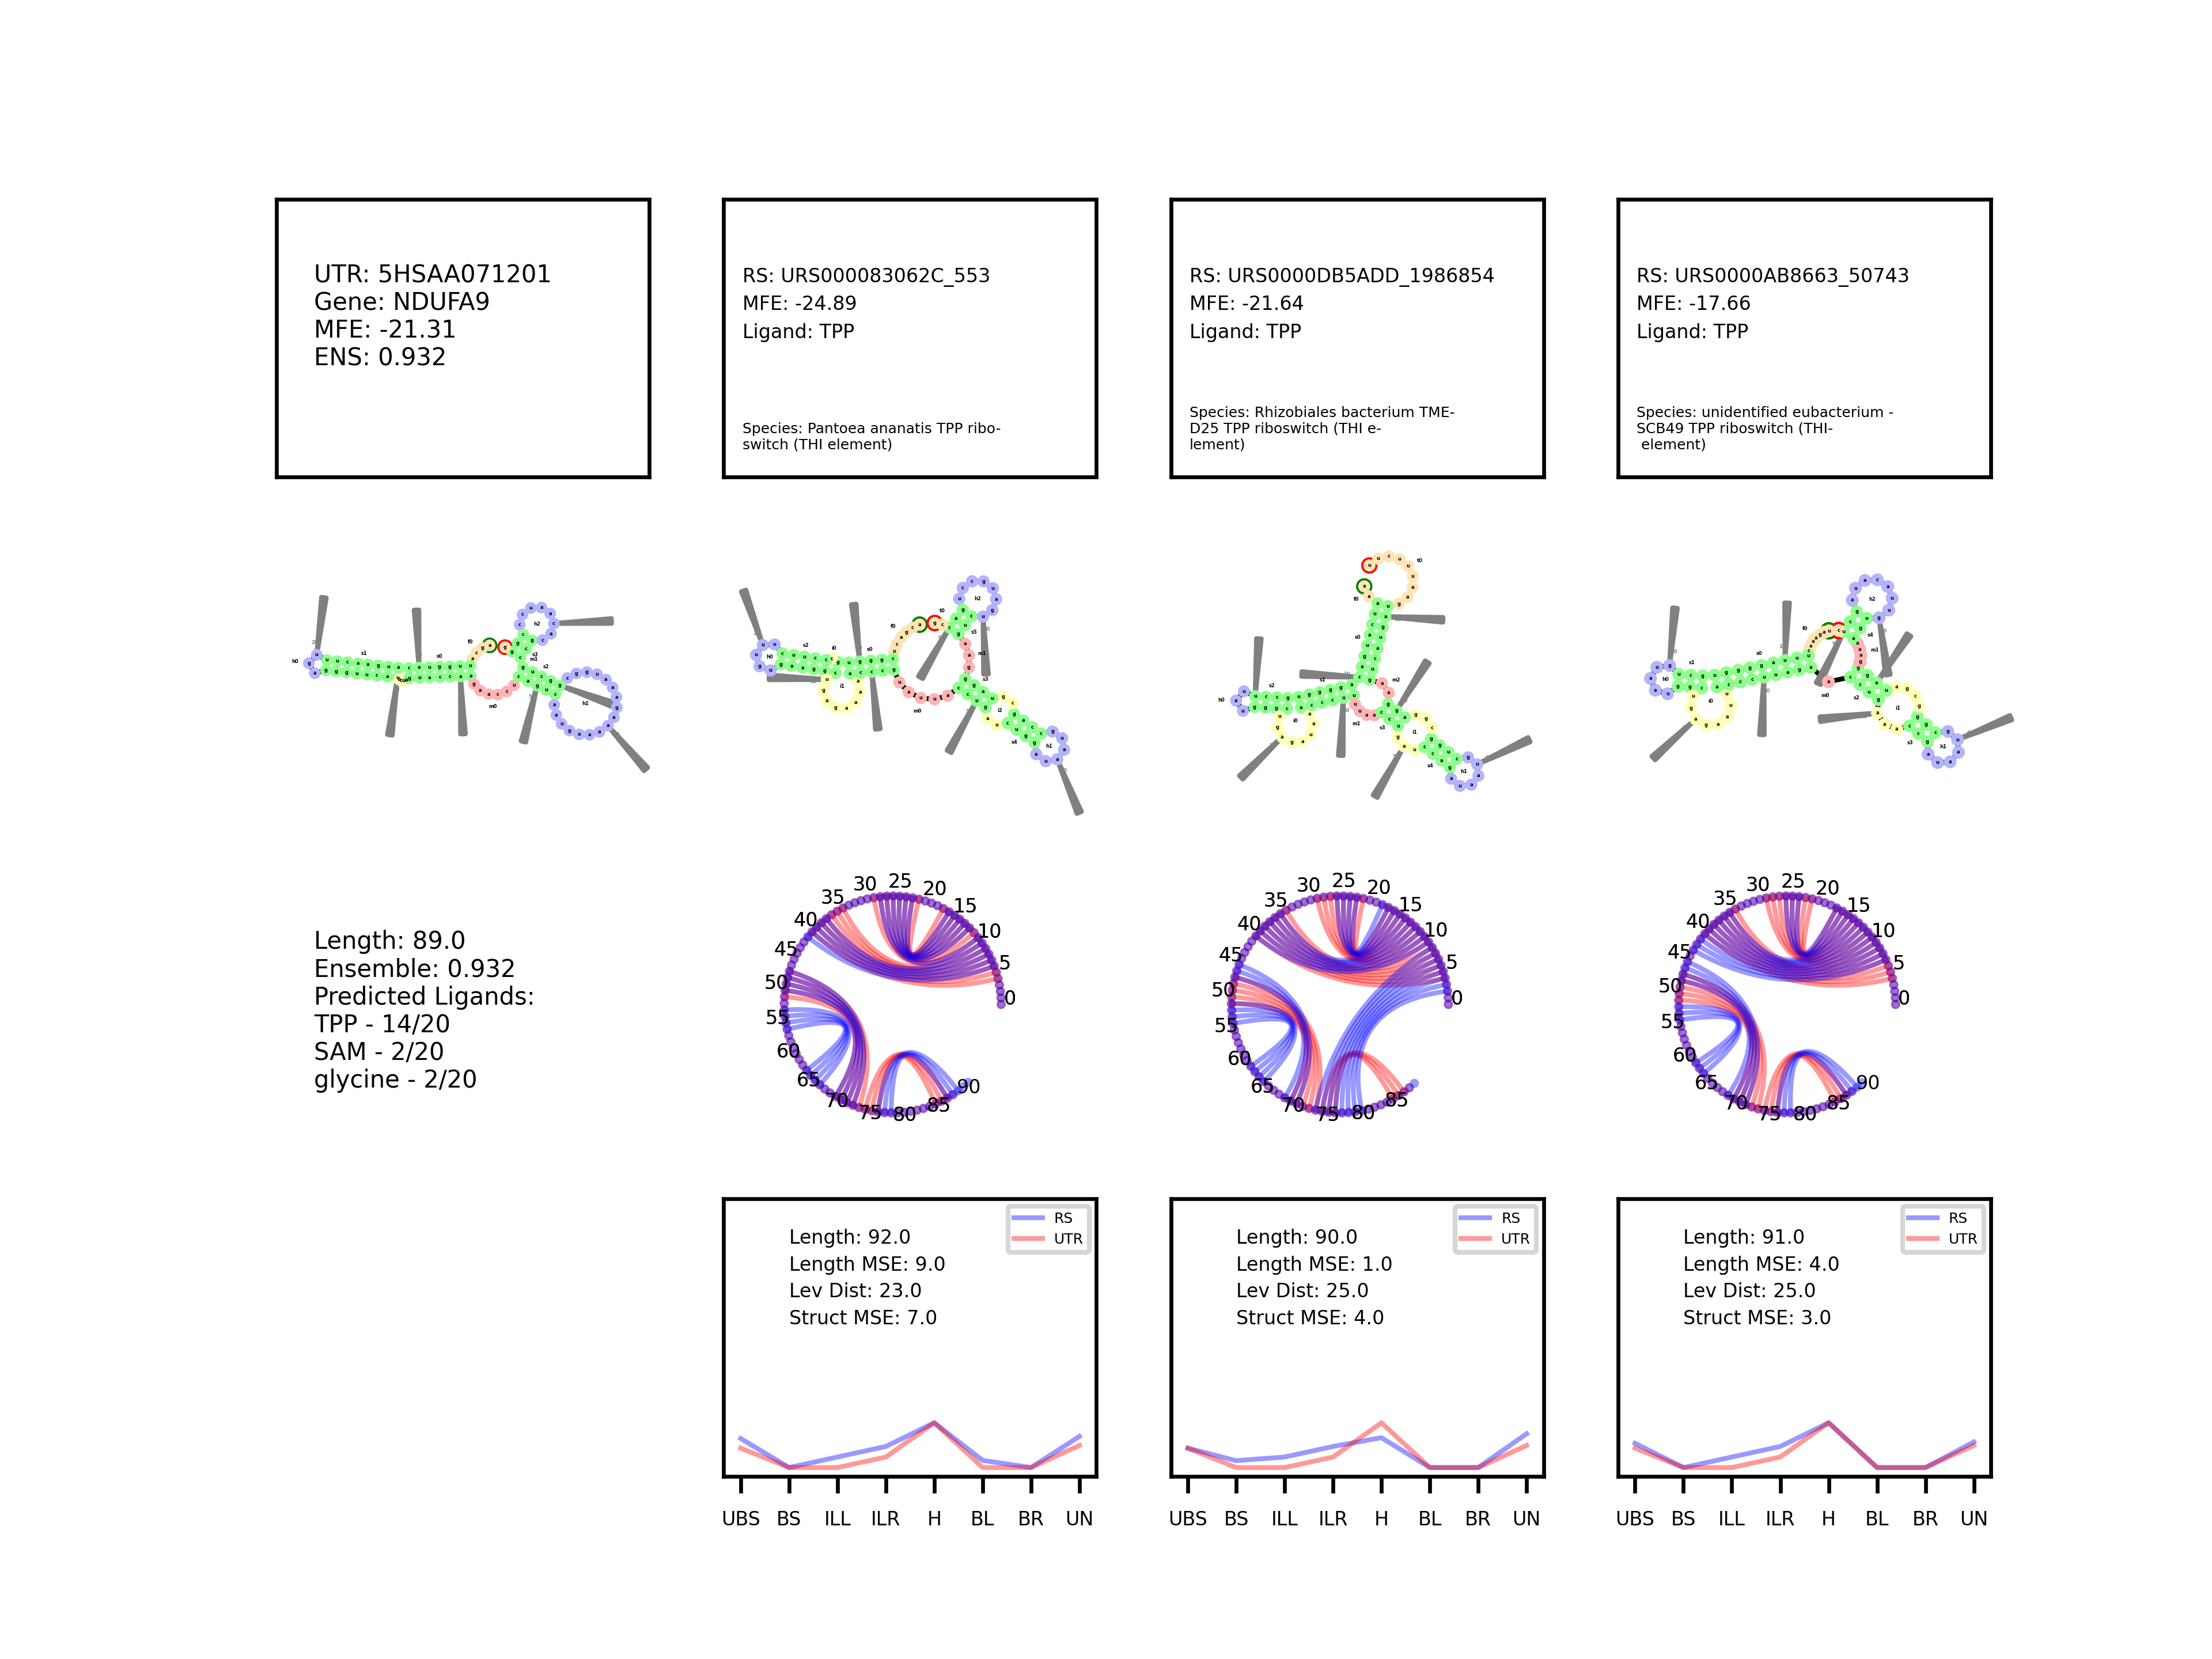 UTR: 5HSAA071201
Gene: NDUFA9
MFE: -21.31
ENS: 0.932
RS: URS000083062C_553
MFE: -24.89
Ligand: TPP
Species: Pantoea ananatis TPP ribo-
switch (THI element)
RS: URS0000DB5ADD_1986854
MFE: -21.64
Ligand: TPP
Species: Rhizobiales bacterium TME-
D25 TPP riboswitch (THI e-
lement)
RS: URS0000AB8663_50743
MFE: -17.66
Ligand: TPP
Species: unidentified eubacterium -
SCB49 TPP riboswitch (THI-
element)
Length: 89.0
Ensemble: 0.932
Predicted Ligands:
TPP - 14/20
SAM - 2/20
glycine - 2/20
0 5 10 15 20 25 30 35 40 45 50 55 60 65 70 75 80 85 90
0 5 10 15 20 25 30 35 40 45 50 55 60 65 70 75 80 85
0 5 10 15 20 25 30 35 40 45 50 55 60 65 70 75 80 85 90
RS
UTR
Length: 92.0
Length MSE: 9.0
Lev Dist: 23.0
Struct MSE: 7.0
UBS BS ILL ILR H BL BR UN
RS
UTR
Length: 90.0
Length MSE: 1.0
Lev Dist: 25.0
Struct MSE: 4.0
UBS BS ILL ILR H BL BR UN
RS
UTR
Length: 91.0
Length MSE: 4.0
Lev Dist: 25.0
Struct MSE: 3.0
UBS BS ILL ILR H BL BR UN